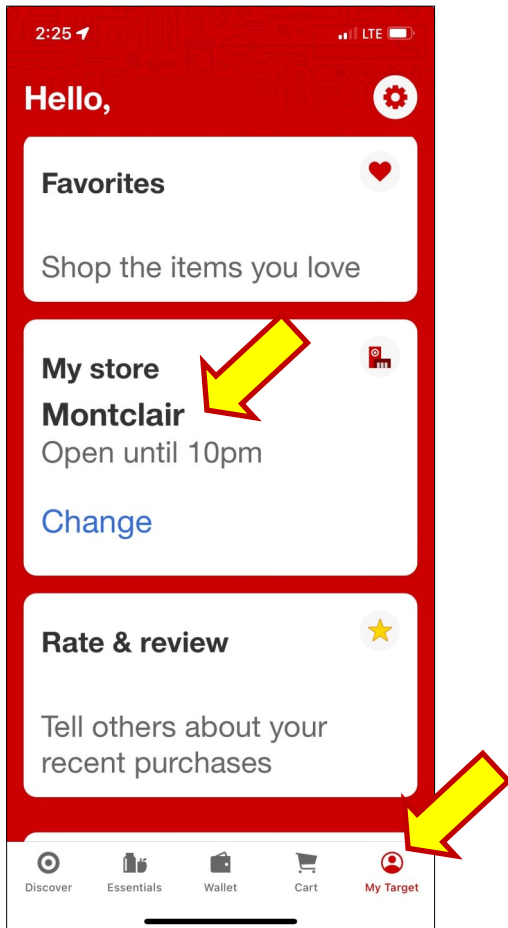 2:25 LTE
Hello,
Favorites
Shop the items you love
My store
Montclair
Open until 10pm
Change
Rate & review
Tell others about your
recent purchases
Discover Essentials Wallet Cart My Target